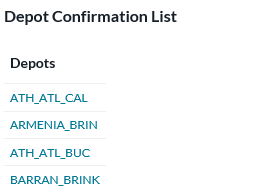 Depot Confirmation List
Depots
ATH_ATL_CAL
ARMENIA_BRIN
ATH_ATL_BUC
BARRAN_BRINK